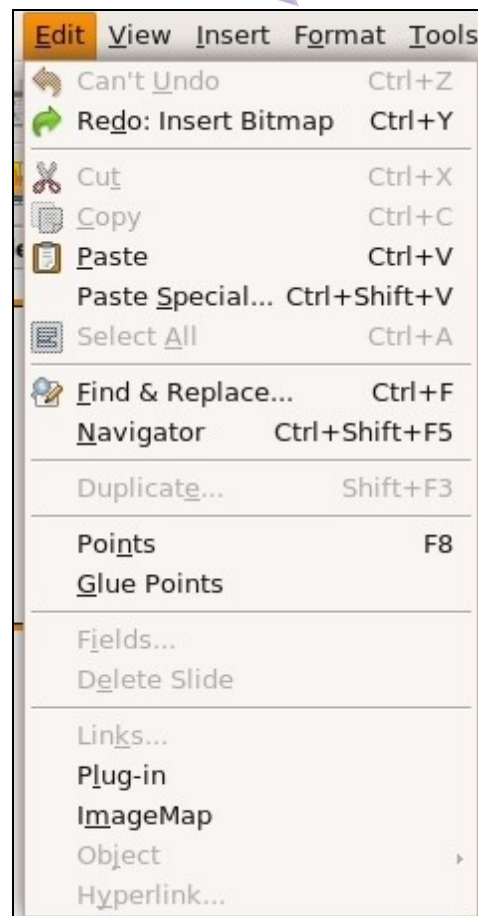 Edit View Insert Format Tools
Can't Undo Ctrl+Z
Redo: Insert Bitmap Ctrl+Y
Cut Ctrl+X
Copy Ctrl+C
Paste Ctrl+V
Paste Special... Ctrl+Shift+V
Select All Ctrl+A
Find & Replace... Ctrl+F
Navigator Ctrl+Shift+F5
Duplicate... Shift+F3
Points F8
Glue Points
Fields...
Delete Slide
Links...
Plug-in
ImageMap
Object
Hyperlink...